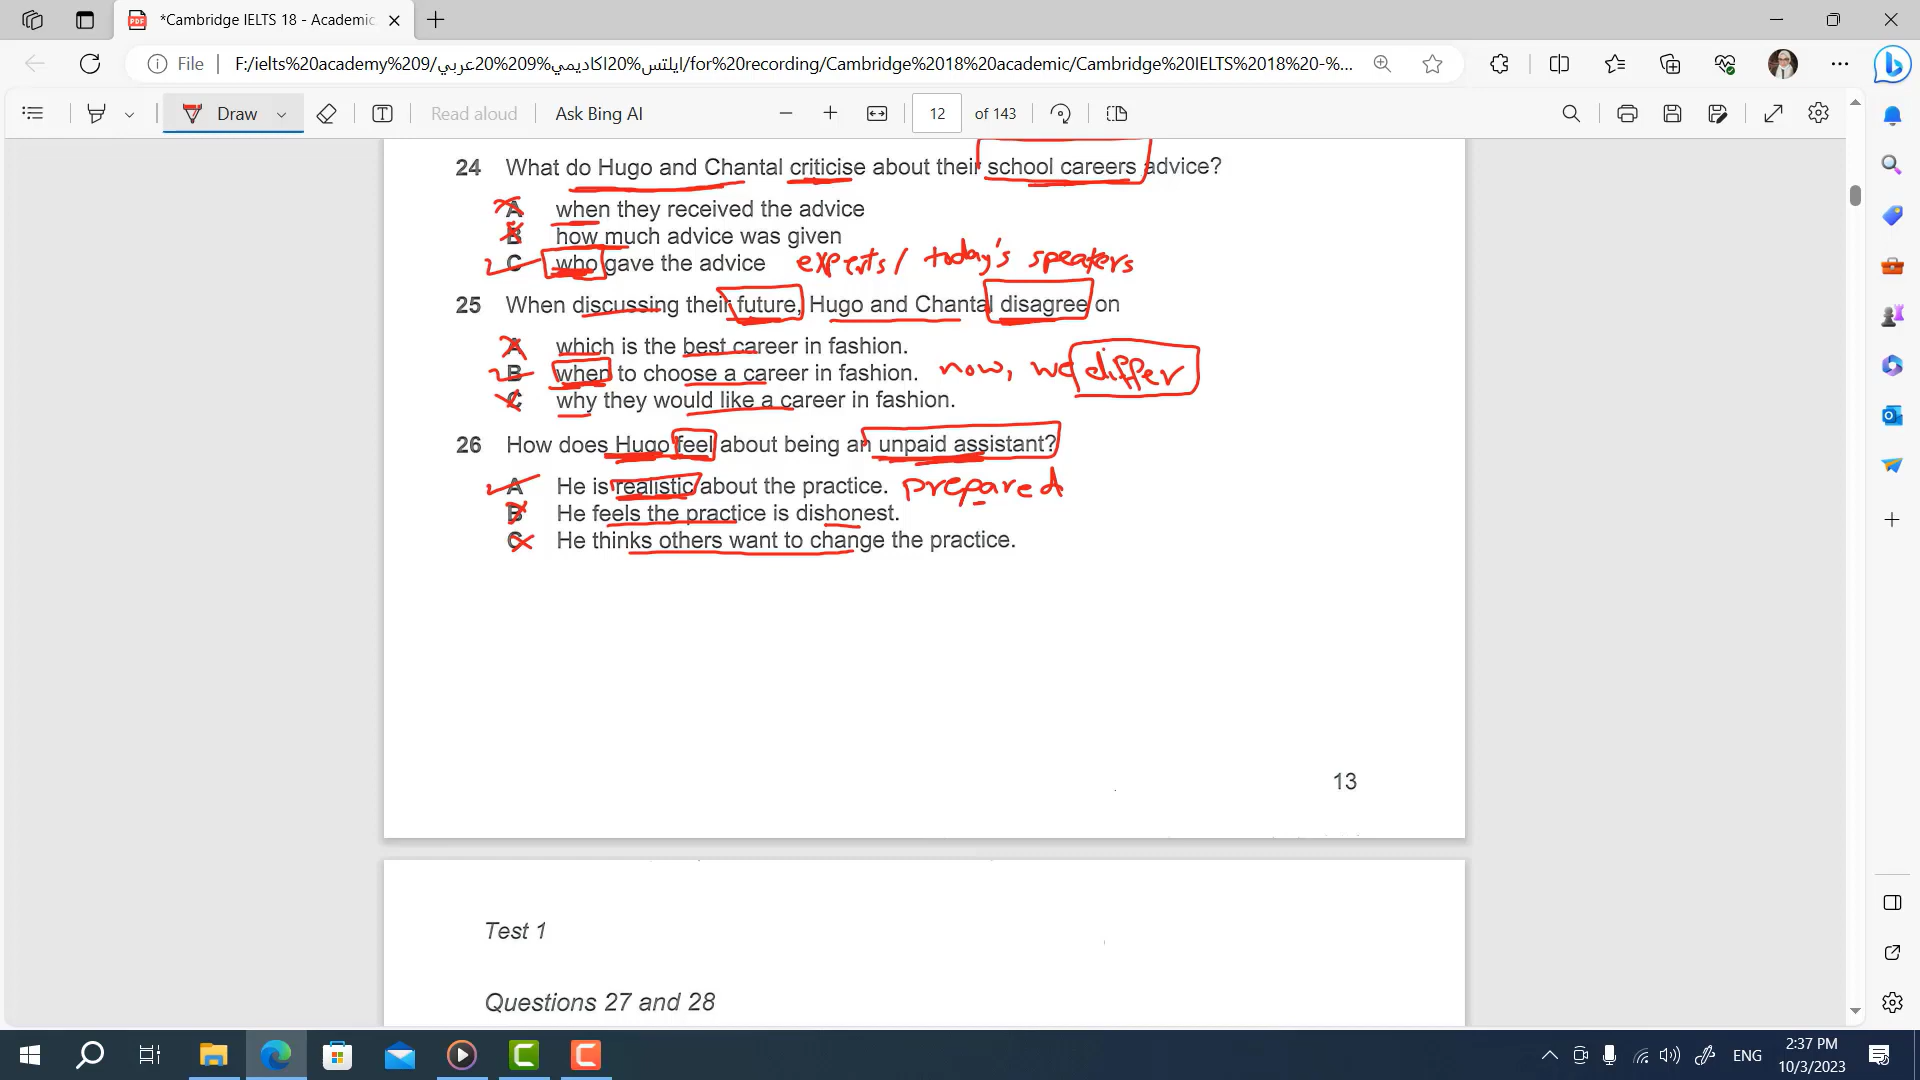 *Cambridge IELTS 18 - Academic
File
F:/ielts%20academy%209/ايلتس%20اكاديمي%209%20عربي/for%20recording/Cambridge%2018%20academic/Cambridge%20IELTS%2018%20-%...
Draw
Read aloud
Ask Bing AI
12 of 143
24 What do Hugo and Chantal criticise about their school careers advice?
A when they received the advice
B how much advice was given
C who gave the advice experts / today's speakers
25 When discussing their future, Hugo and Chantal disagree on
A which is the best career in fashion.
B when to choose a career in fashion. now, we differ
C why they would like a career in fashion.
26 How does Hugo feel about being an unpaid assistant?
A He is realistic about the practice. prepared
B He feels the practice is dishonest.
C He thinks others want to change the practice.
13
Test 1
Questions 27 and 28
ENG
2:37 PM
10/3/2023